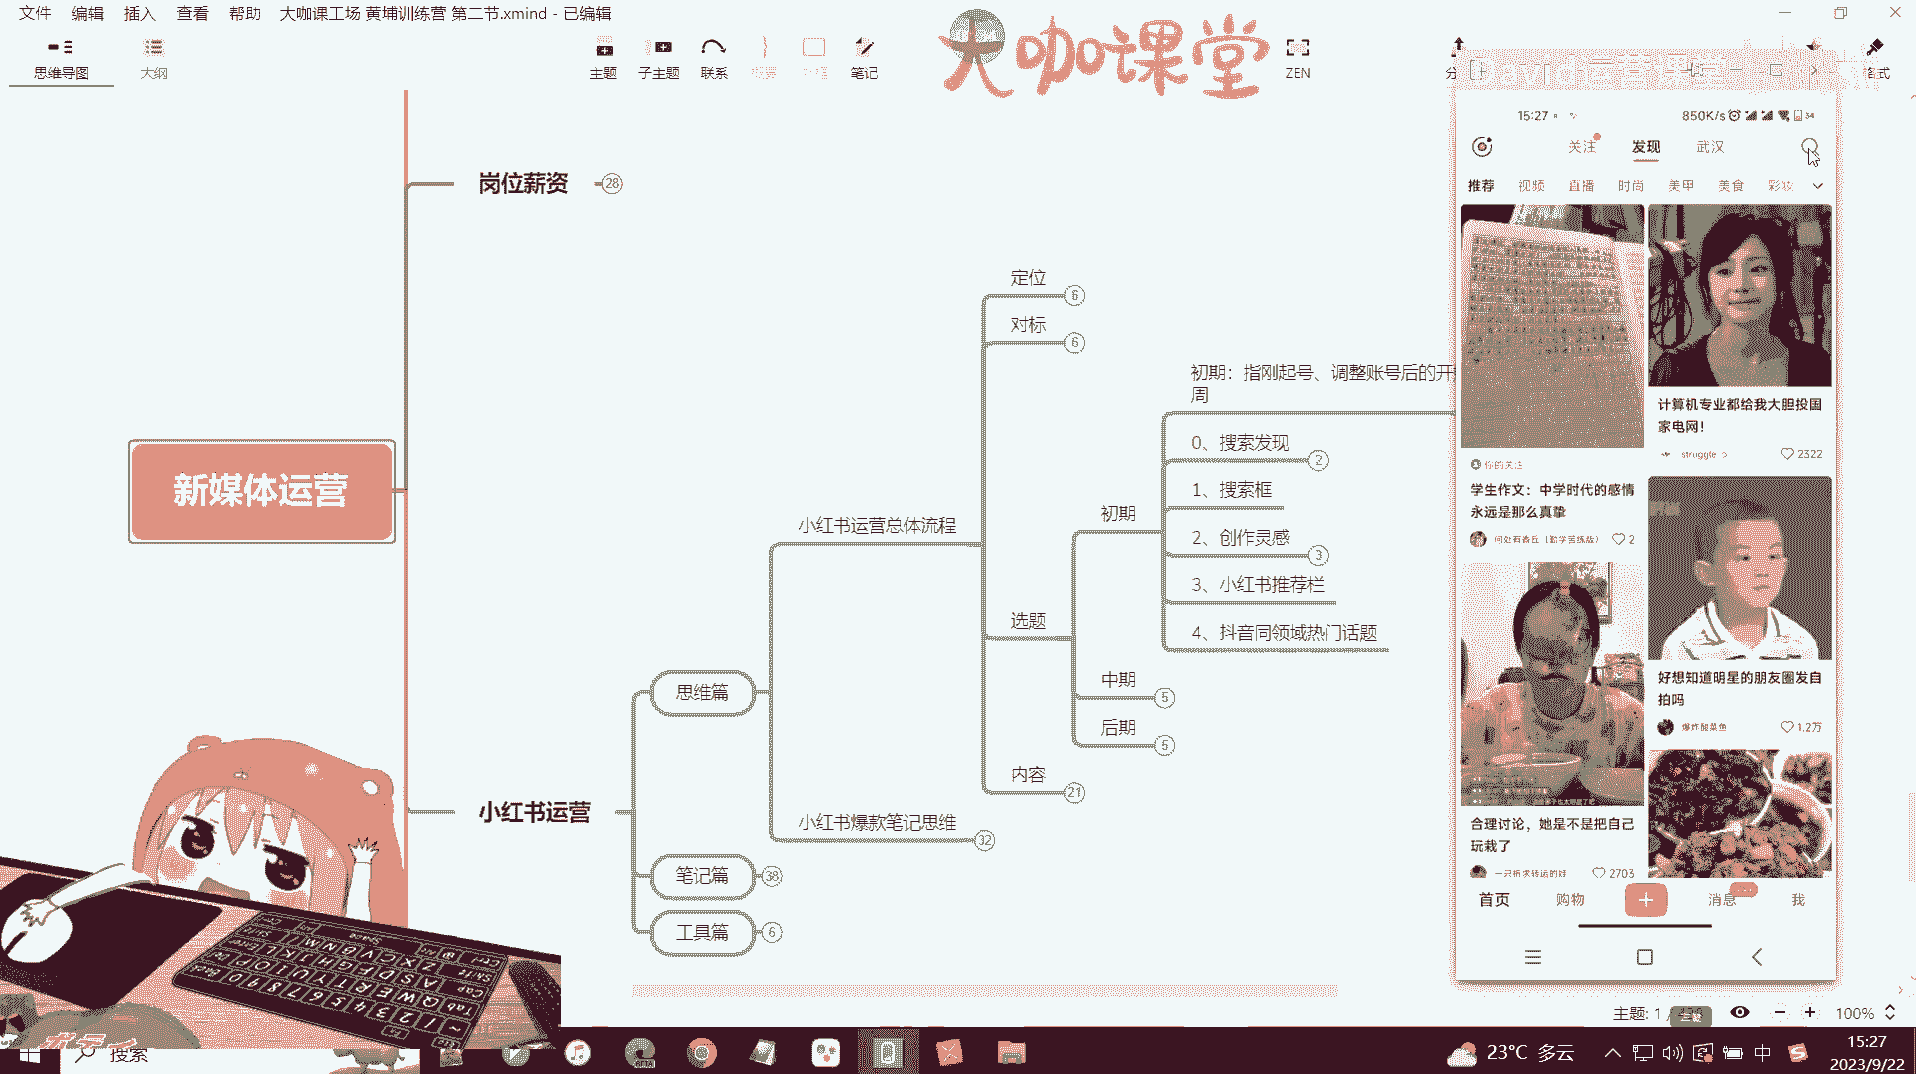 文件 编辑 插入 查看 帮助 大咖课工场 黄埔训练营 第二节.xmind - 已编辑
思维导图
大纲
主题
子主题
联系
笔记
大咖课堂
ZEN
岗位薪资
28
新媒体运营
小红书运营
思维篇
笔记篇
38
工具篇
6
小红书运营总体流程
小红书爆款笔记思维
32
定位
6
对标
6
选题
内容
21
初期
中期
5
后期
5
初期：指刚起号、调整账号后的开
周
0、搜索发现
2
1、搜索框
2、创作灵感
3
3、小红书推荐栏
4、抖音同领域热门话题
15:27
850K/s
34
关注 发现 武汉
推荐 视频 直播 时尚 美甲 美食 彩妆
计算机专业都给我大胆投国
家电网！
struggle
2322
你的关注
学生作文：中学时代的感情
永远是那么真挚
2
好想知道明星的朋友圈发自
拍吗
爆炸酸菜鱼
1.2万
合理讨论，她是不是把自己
玩栽了
一只祈求转运的好
2703
首页 购物 消息 我
主题: 1
100%
搜索
23°C 多云
中
15:27
2023/9/22